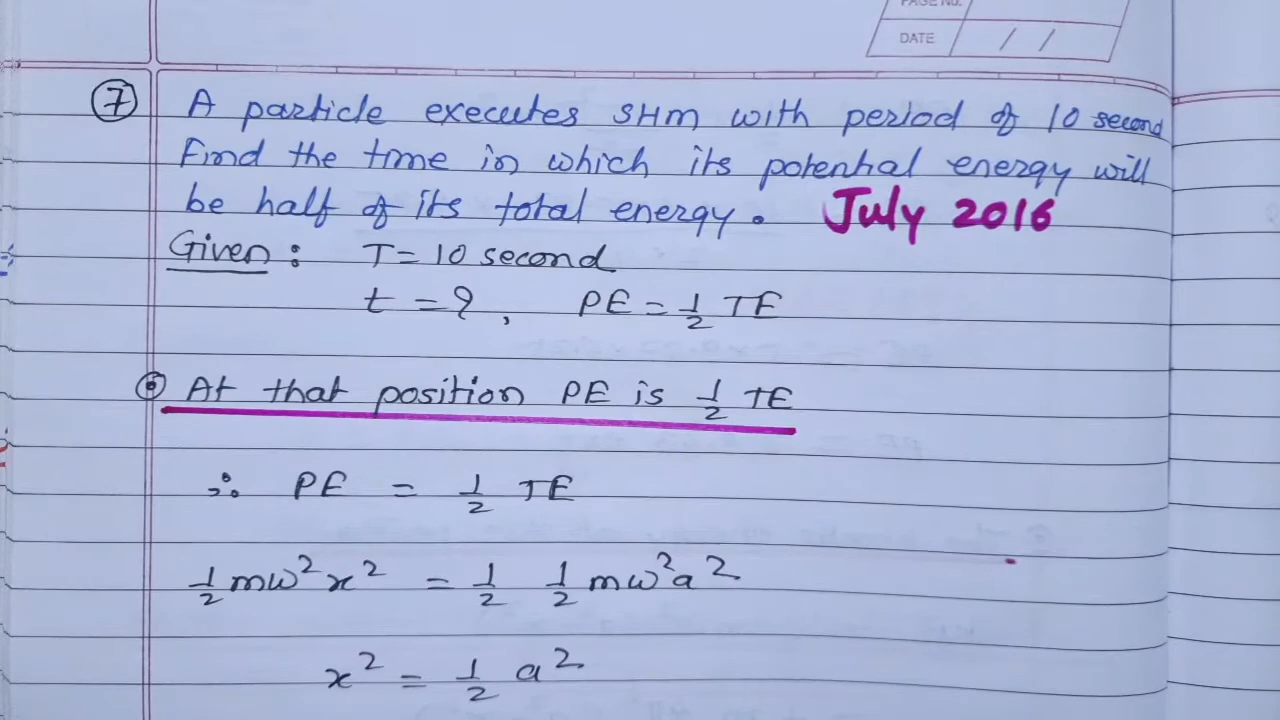 PAGE NO.
DATE / /
⑦ A particle executes SHM with period of 10 second
Find the time in which its potential energy will
be half of its total energy. July 2016
Given : T = 10 second
t = ?, PE = 1/2 TE
⊙ At that position PE is 1/2 TE
∴ PE = 1/2 TE
1/2 mω²x² = 1/2 1/2 mω²a²
x² = 1/2 a²